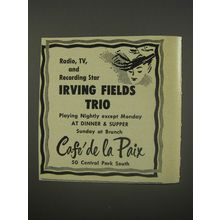 Radio, TV,
and
Recording Star
IRVING FIELDS
TRIO
Playing Nightly except Monday
AT DINNER & SUPPER
Sunday at Brunch
Café de la Paix
50 Central Park South